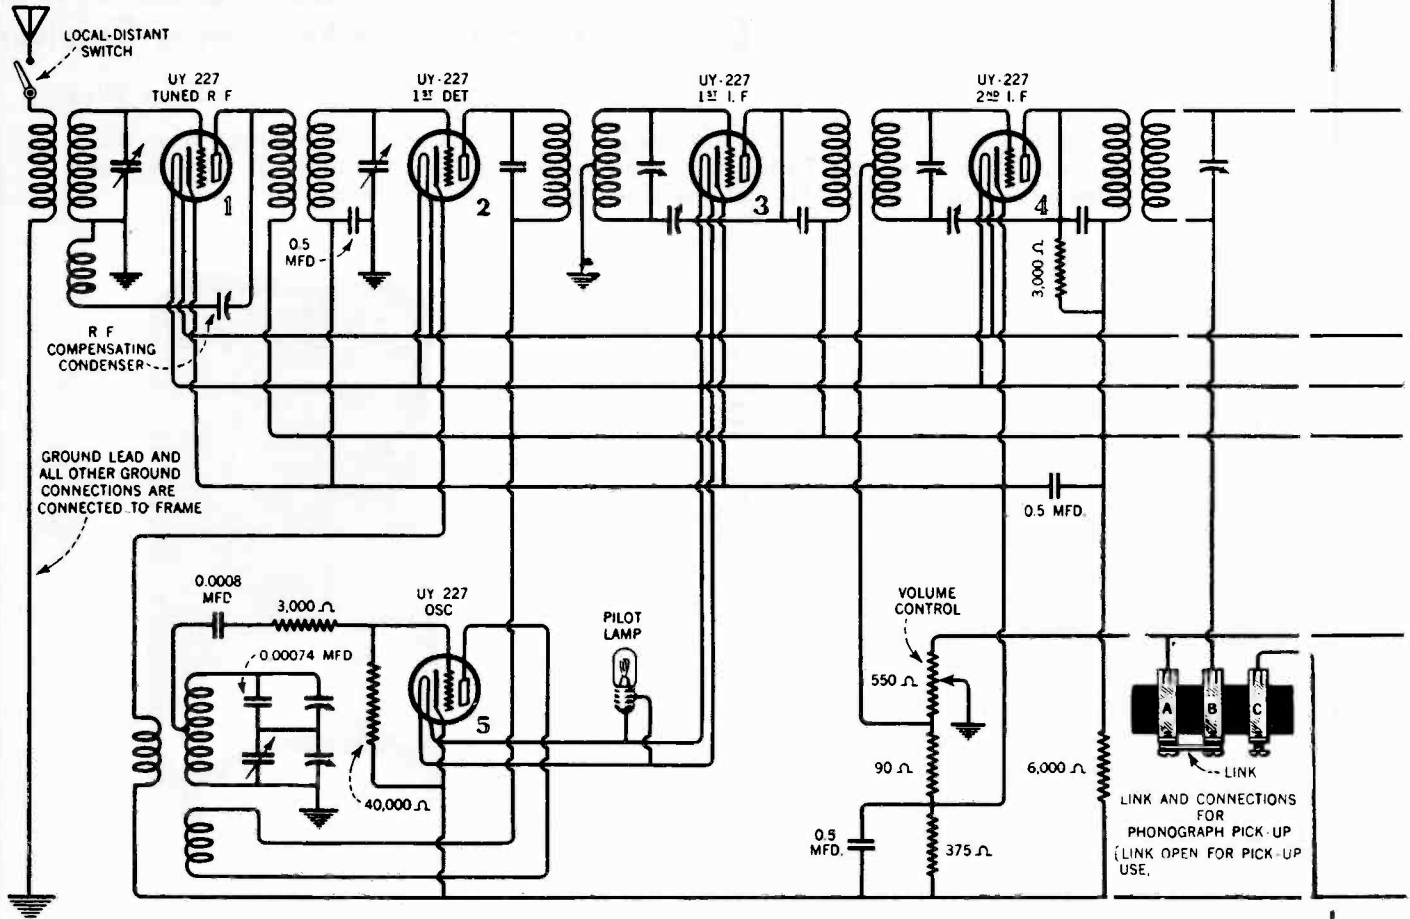 LOCAL-DISTANT
SWITCH
UY 227
TUNED R F
UY-227
1ST DET
UY-227
1ST I.F
UY-227
2ND I.F
1
2
3
4
0.5
MFD
3,000 Ω
R F
COMPENSATING
CONDENSER
GROUND LEAD AND
ALL OTHER GROUND
CONNECTIONS ARE
CONNECTED TO FRAME
0.5 MFD.
0.0008
MFD
3,000 Ω
UY 227
OSC
PILOT
LAMP
VOLUME
CONTROL
0.00074 MFD
550 Ω
5
A
B
C
40,000 Ω
90 Ω
6,000 Ω
LINK
LINK AND CONNECTIONS
FOR
PHONOGRAPH PICK-UP
(LINK OPEN FOR PICK-UP
USE.
0.5
MFD.
375 Ω